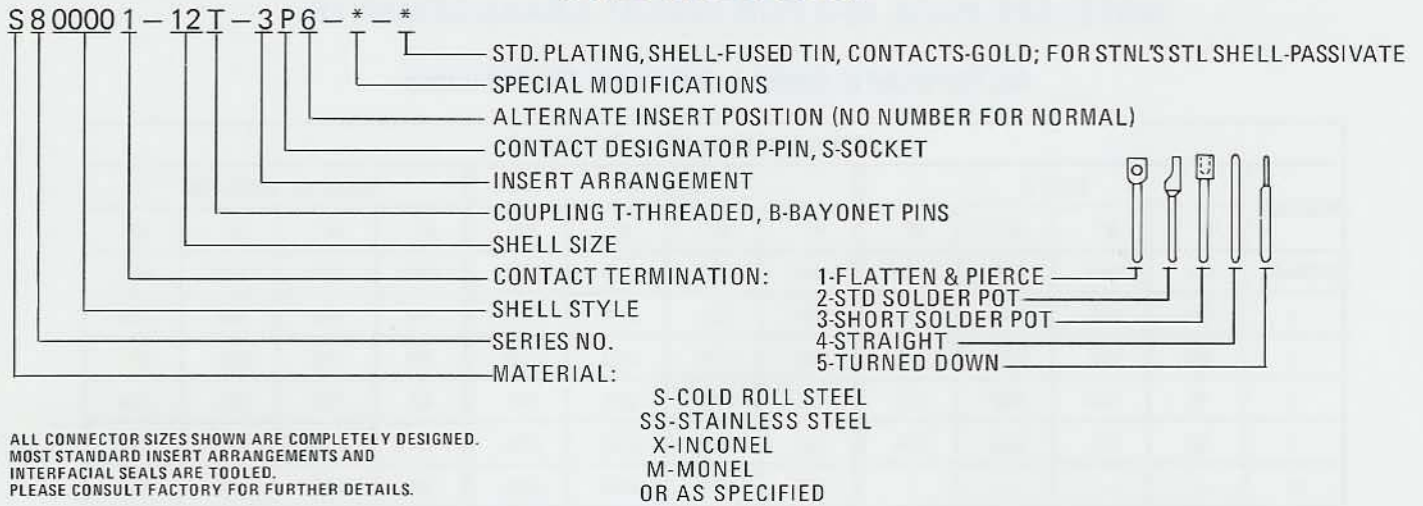 S 8 0000 1 – 12 T – 3 P 6 – * – *
STD. PLATING, SHELL-FUSED TIN, CONTACTS-GOLD; FOR STNL'S STL SHELL-PASSIVATE
SPECIAL MODIFICATIONS
ALTERNATE INSERT POSITION (NO NUMBER FOR NORMAL)
CONTACT DESIGNATOR P-PIN, S-SOCKET
INSERT ARRANGEMENT
COUPLING T-THREADED, B-BAYONET PINS
SHELL SIZE
CONTACT TERMINATION:
1-FLATTEN & PIERCE
2-STD SOLDER POT
3-SHORT SOLDER POT
4-STRAIGHT
5-TURNED DOWN
SHELL STYLE
SERIES NO.
MATERIAL:
S-COLD ROLL STEEL
SS-STAINLESS STEEL
X-INCONEL
M-MONEL
OR AS SPECIFIED
ALL CONNECTOR SIZES SHOWN ARE COMPLETELY DESIGNED.
MOST STANDARD INSERT ARRANGEMENTS AND
INTERFACIAL SEALS ARE TOOLED.
PLEASE CONSULT FACTORY FOR FURTHER DETAILS.